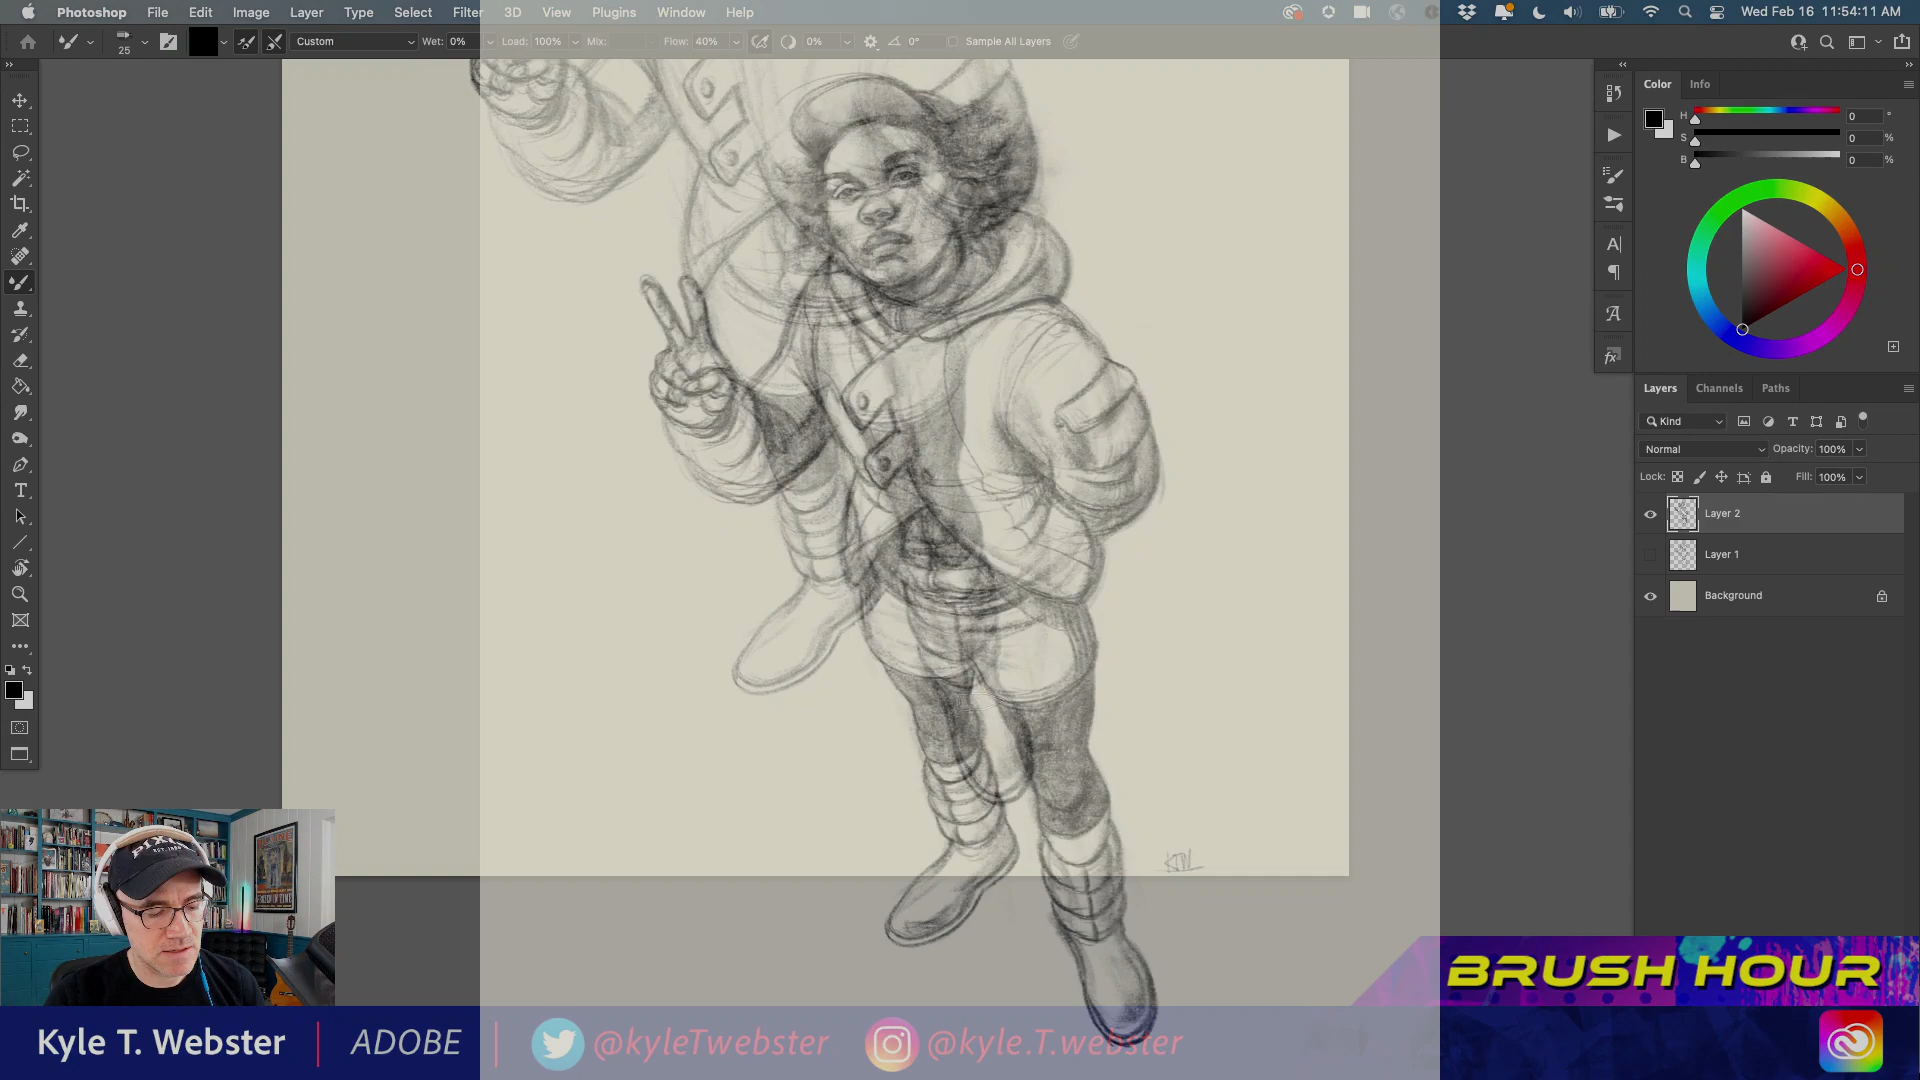 Photoshop File Edit Image Layer Type Select Filter 3D View Plugins Window Help
Wed Feb 16 11:54:11 AM
25 Custom Wet: 0% Load: 100% Mix: Flow: 40% 0% 0° Sample All Layers
Color Info
H 0 °
S 0 %
B 0 %
Layers Channels Paths
Kind
Normal Opacity: 100%
Lock: Fill: 100%
Layer 2
Layer 1
Background
KTW
PIXIES
BRUSH HOUR
Kyle T. Webster ADOBE @kyleTwebster @kyle.T.webster